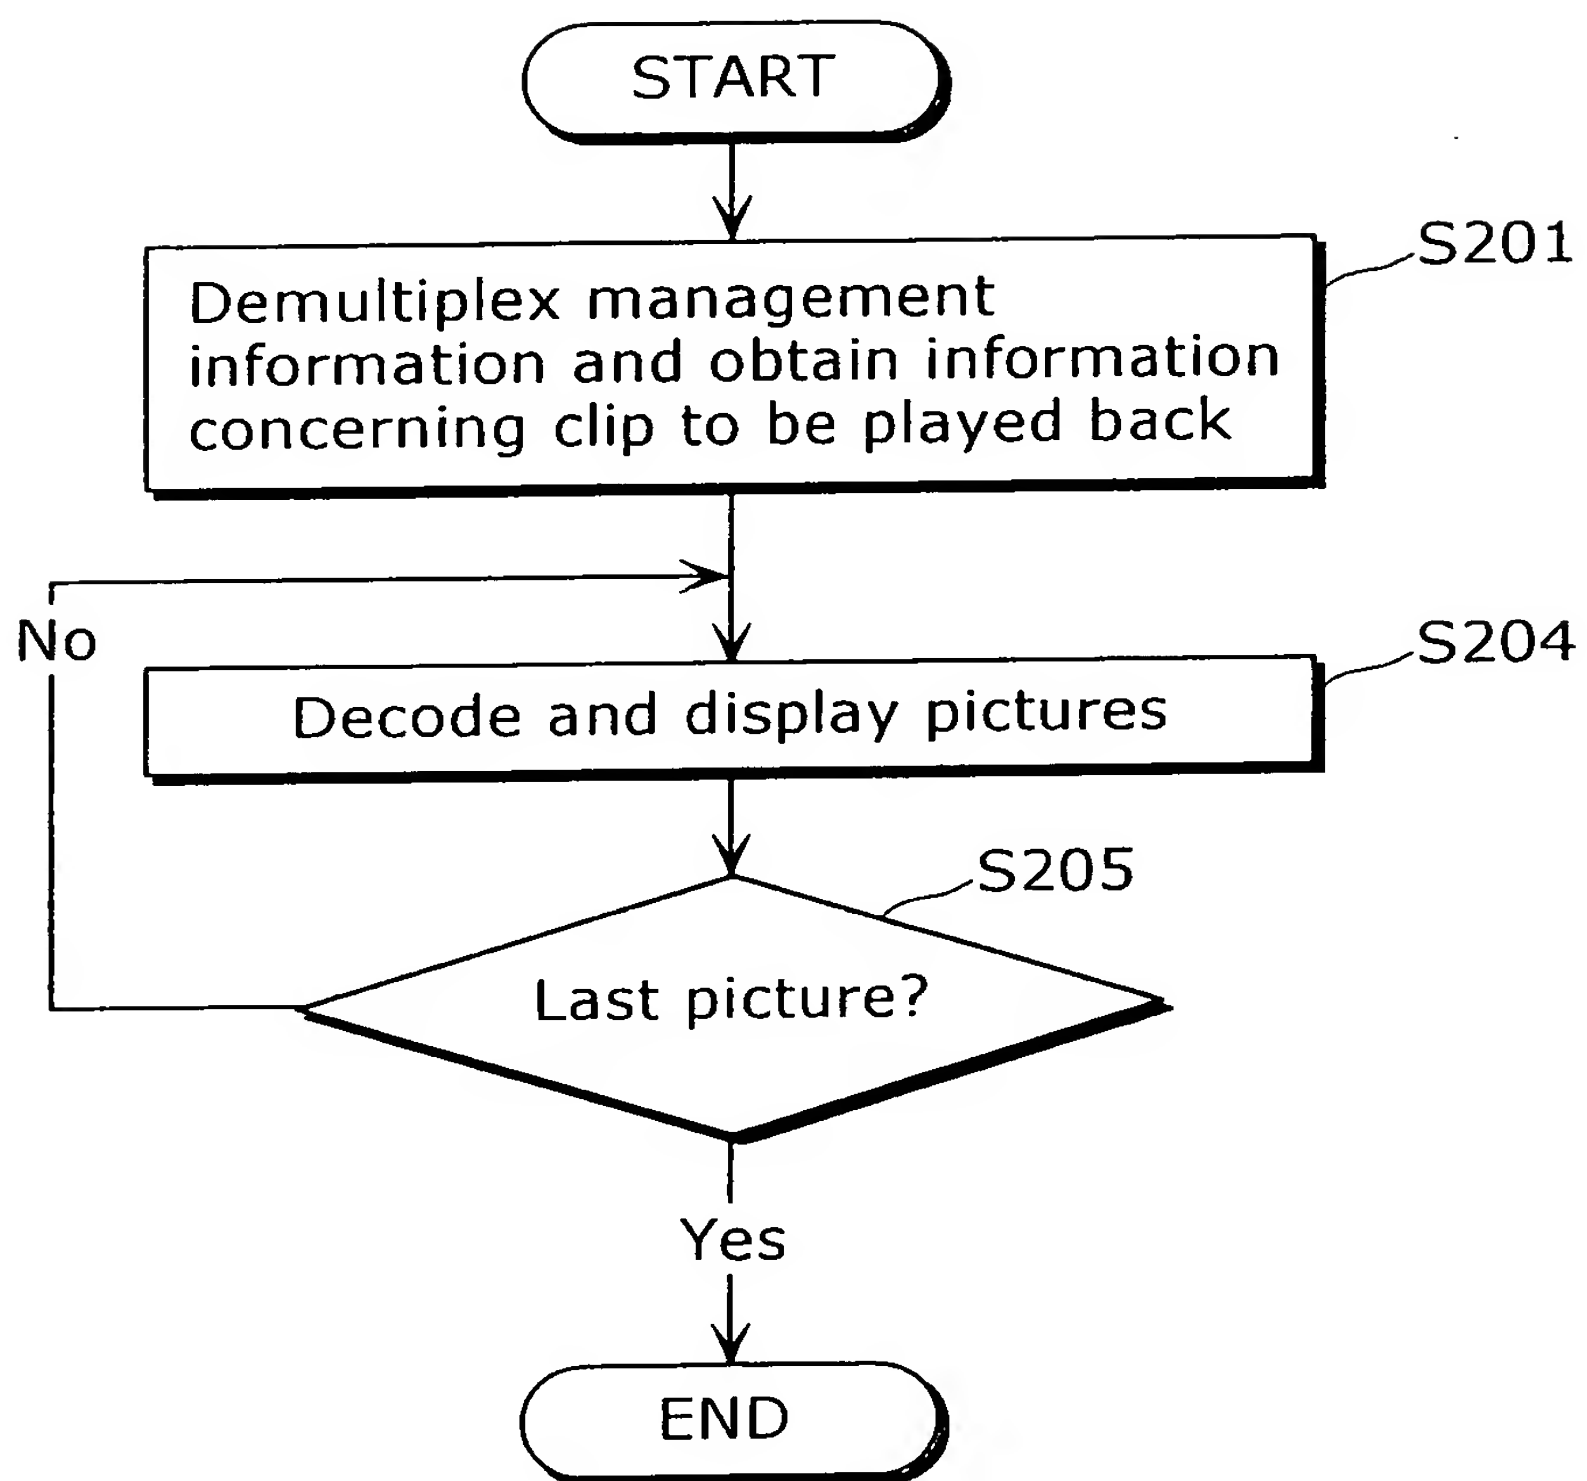 START
S201
Demultiplex management
information and obtain information
concerning clip to be played back
No
S204
Decode and display pictures
S205
Last picture?
Yes
END